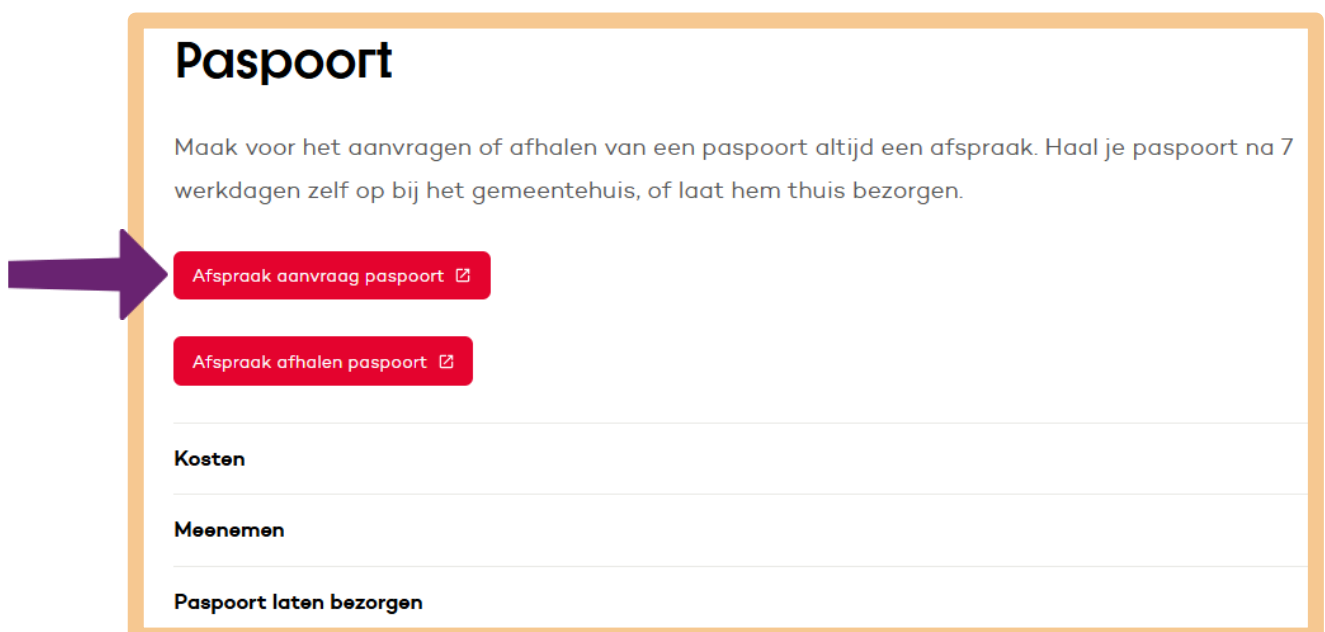 Paspoort
Maak voor het aanvragen of afhalen van een paspoort altijd een afspraak. Haal je paspoort na 7
werkdagen zelf op bij het gemeentehuis, of laat hem thuis bezorgen.
Afspraak aanvraag paspoort
Afspraak afhalen paspoort
Kosten
Meenemen
Paspoort laten bezorgen